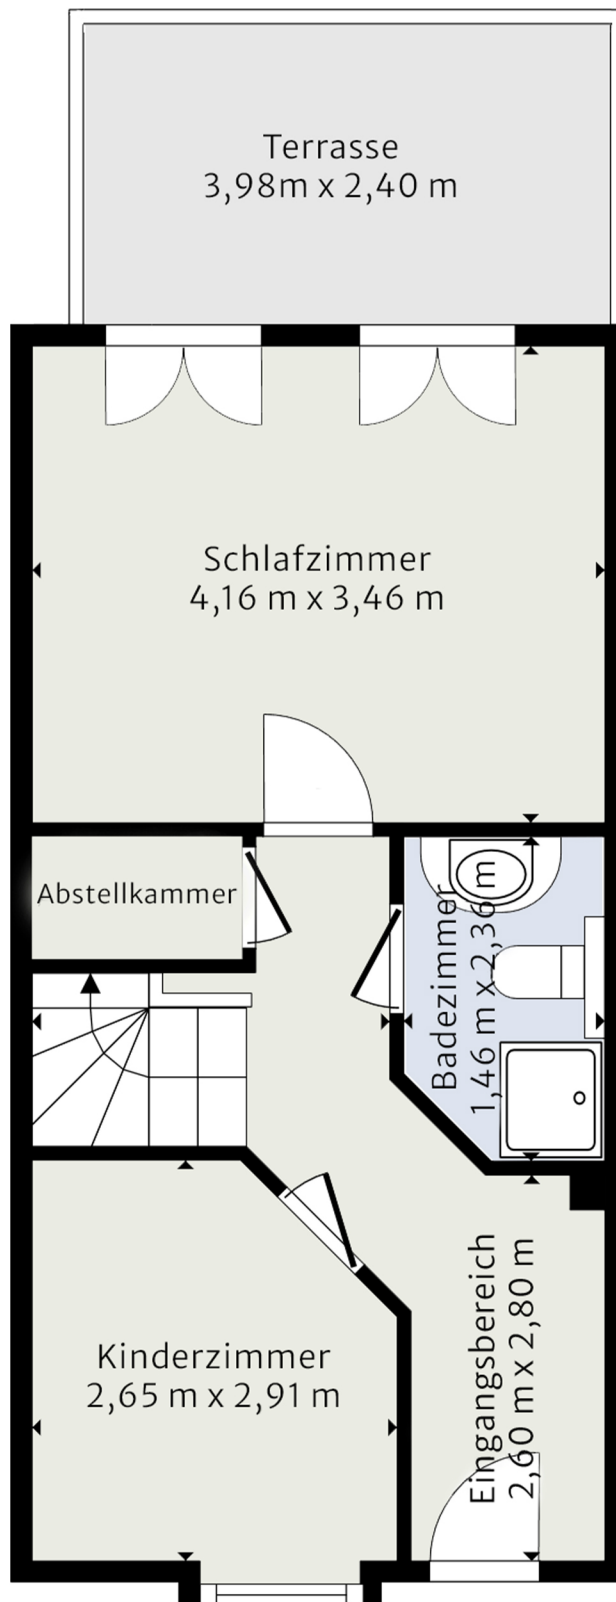 Terrasse
3,98m x 2,40 m
Schlafzimmer
4,16 m x 3,46 m
Abstellkammer
Badezimmer
1,46 m x 2,36 m
Kinderzimmer
2,65 m x 2,91 m
Eingangsbereich
2,60 m x 2,80 m